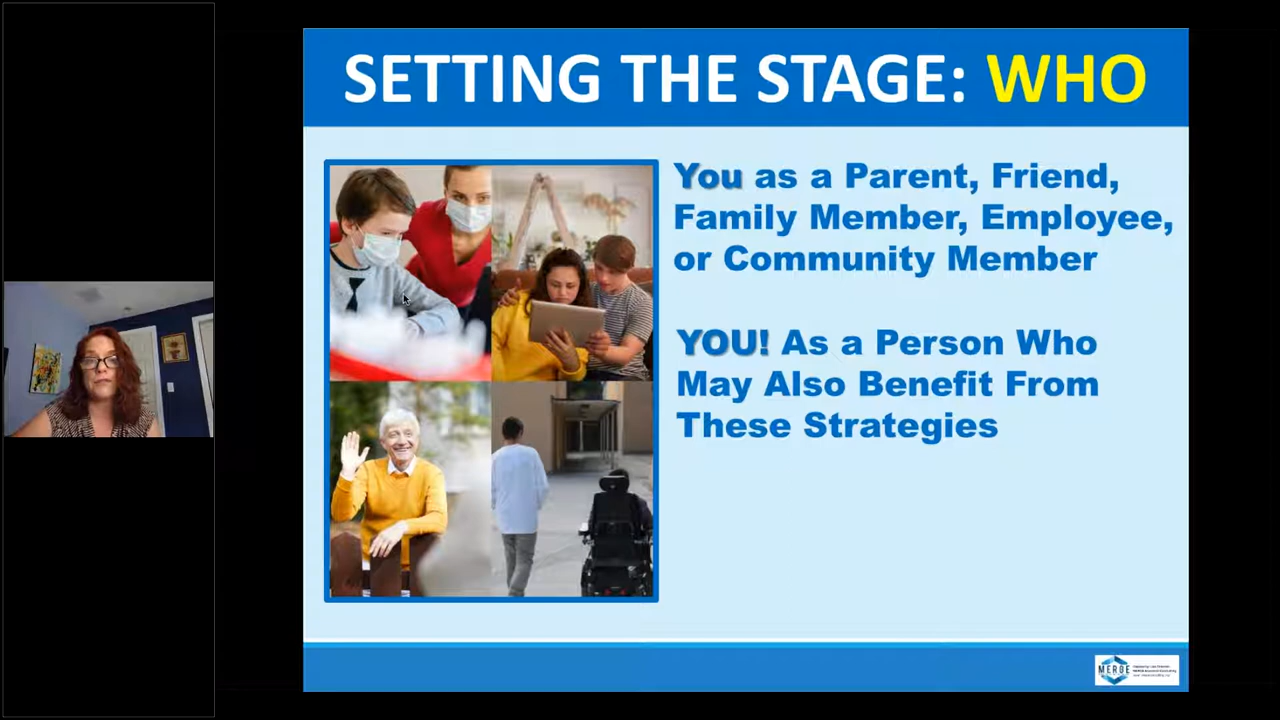 SETTING THE STAGE: WHO
You as a Parent, Friend,
Family Member, Employee,
or Community Member
YOU! As a Person Who
May Also Benefit From
These Strategies
MERGE